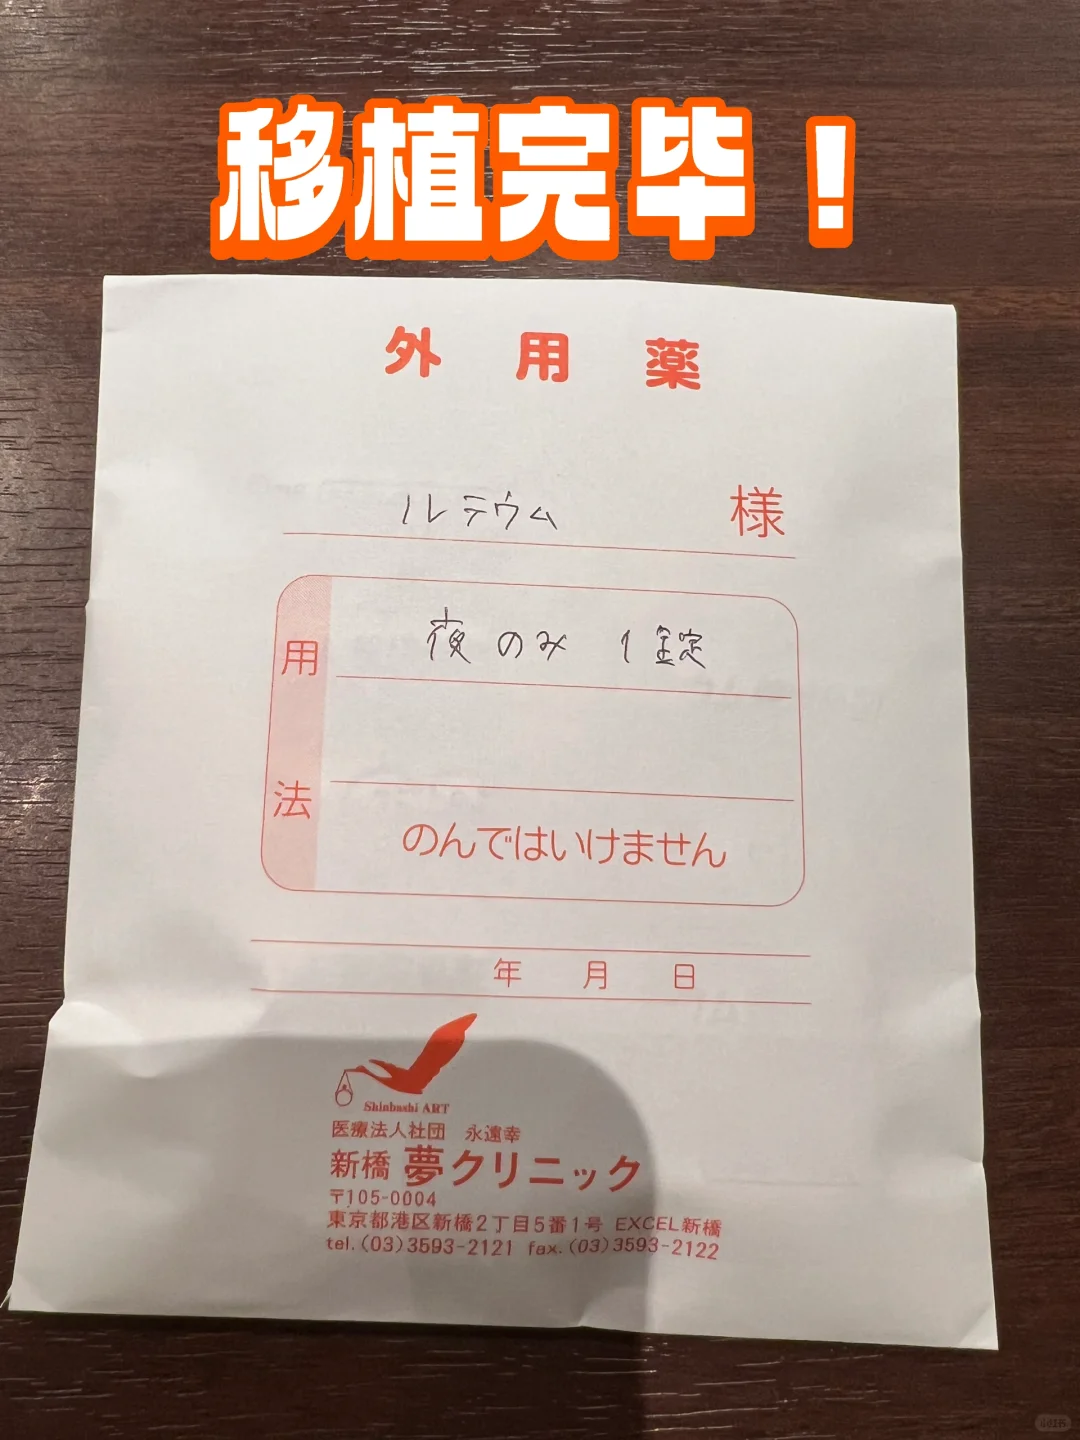 移植完毕！
外用薬
ルテウム 様
用法
夜のみ 1錠
のんではいけません
年 月 日
Shinbashi ART
医療法人社団 永遠幸
新橋 夢クリニック
〒105-0004
東京都港区新橋2丁目5番1号 EXCEL新橋
tel.(03)3593-2121 fax.(03)3593-2122